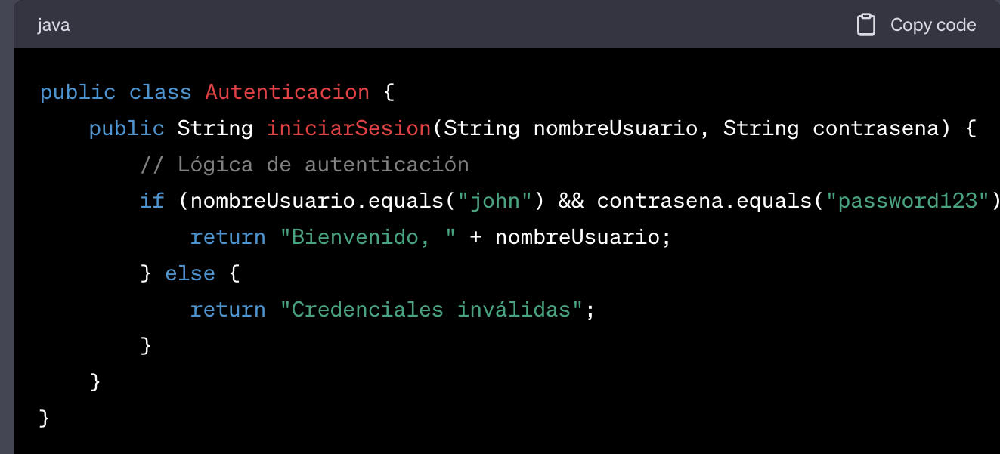 java
Copy code
public class Autenticacion {
    public String iniciarSesion(String nombreUsuario, String contrasena) {
        // Lógica de autenticación
        if (nombreUsuario.equals("john") && contrasena.equals("password123")
            return "Bienvenido, " + nombreUsuario;
        } else {
            return "Credenciales inválidas";
        }
    }
}